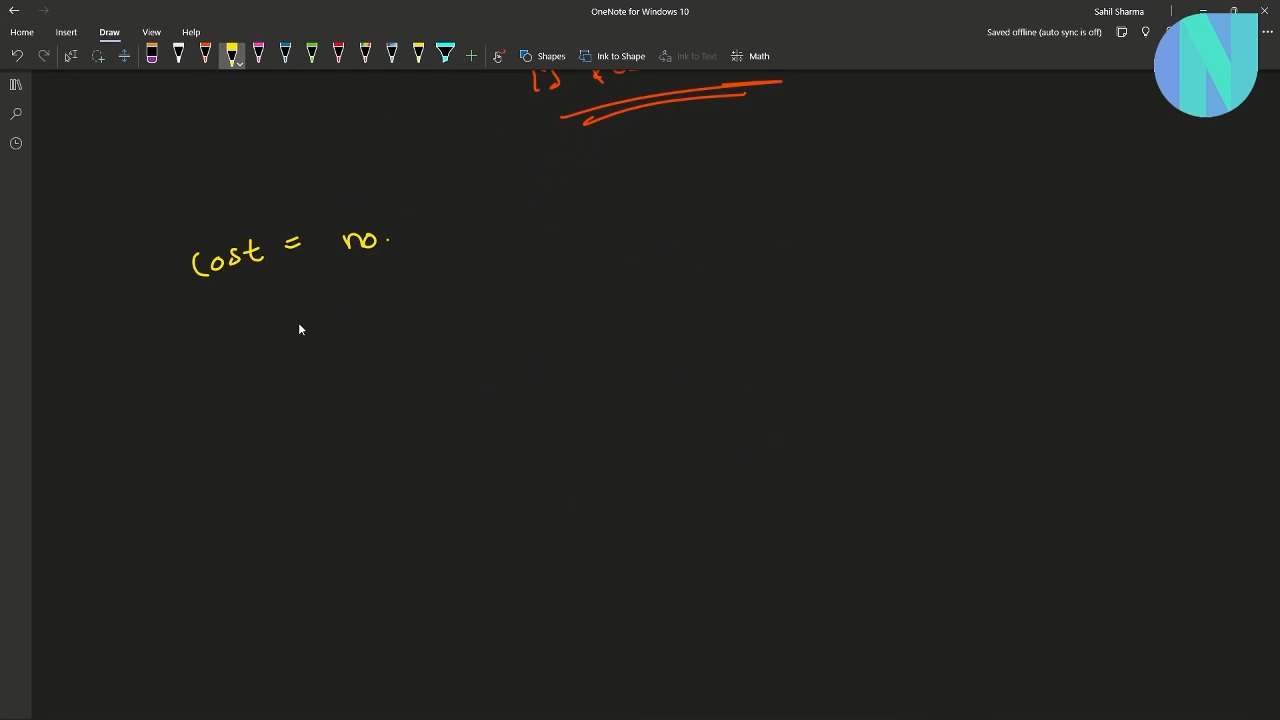 OneNote for Windows 10
Sahil Sharma
Home Insert Draw View Help
Saved offline (auto sync is off)
Shapes Ink to Shape Ink to Text Math
is
Cost = no.